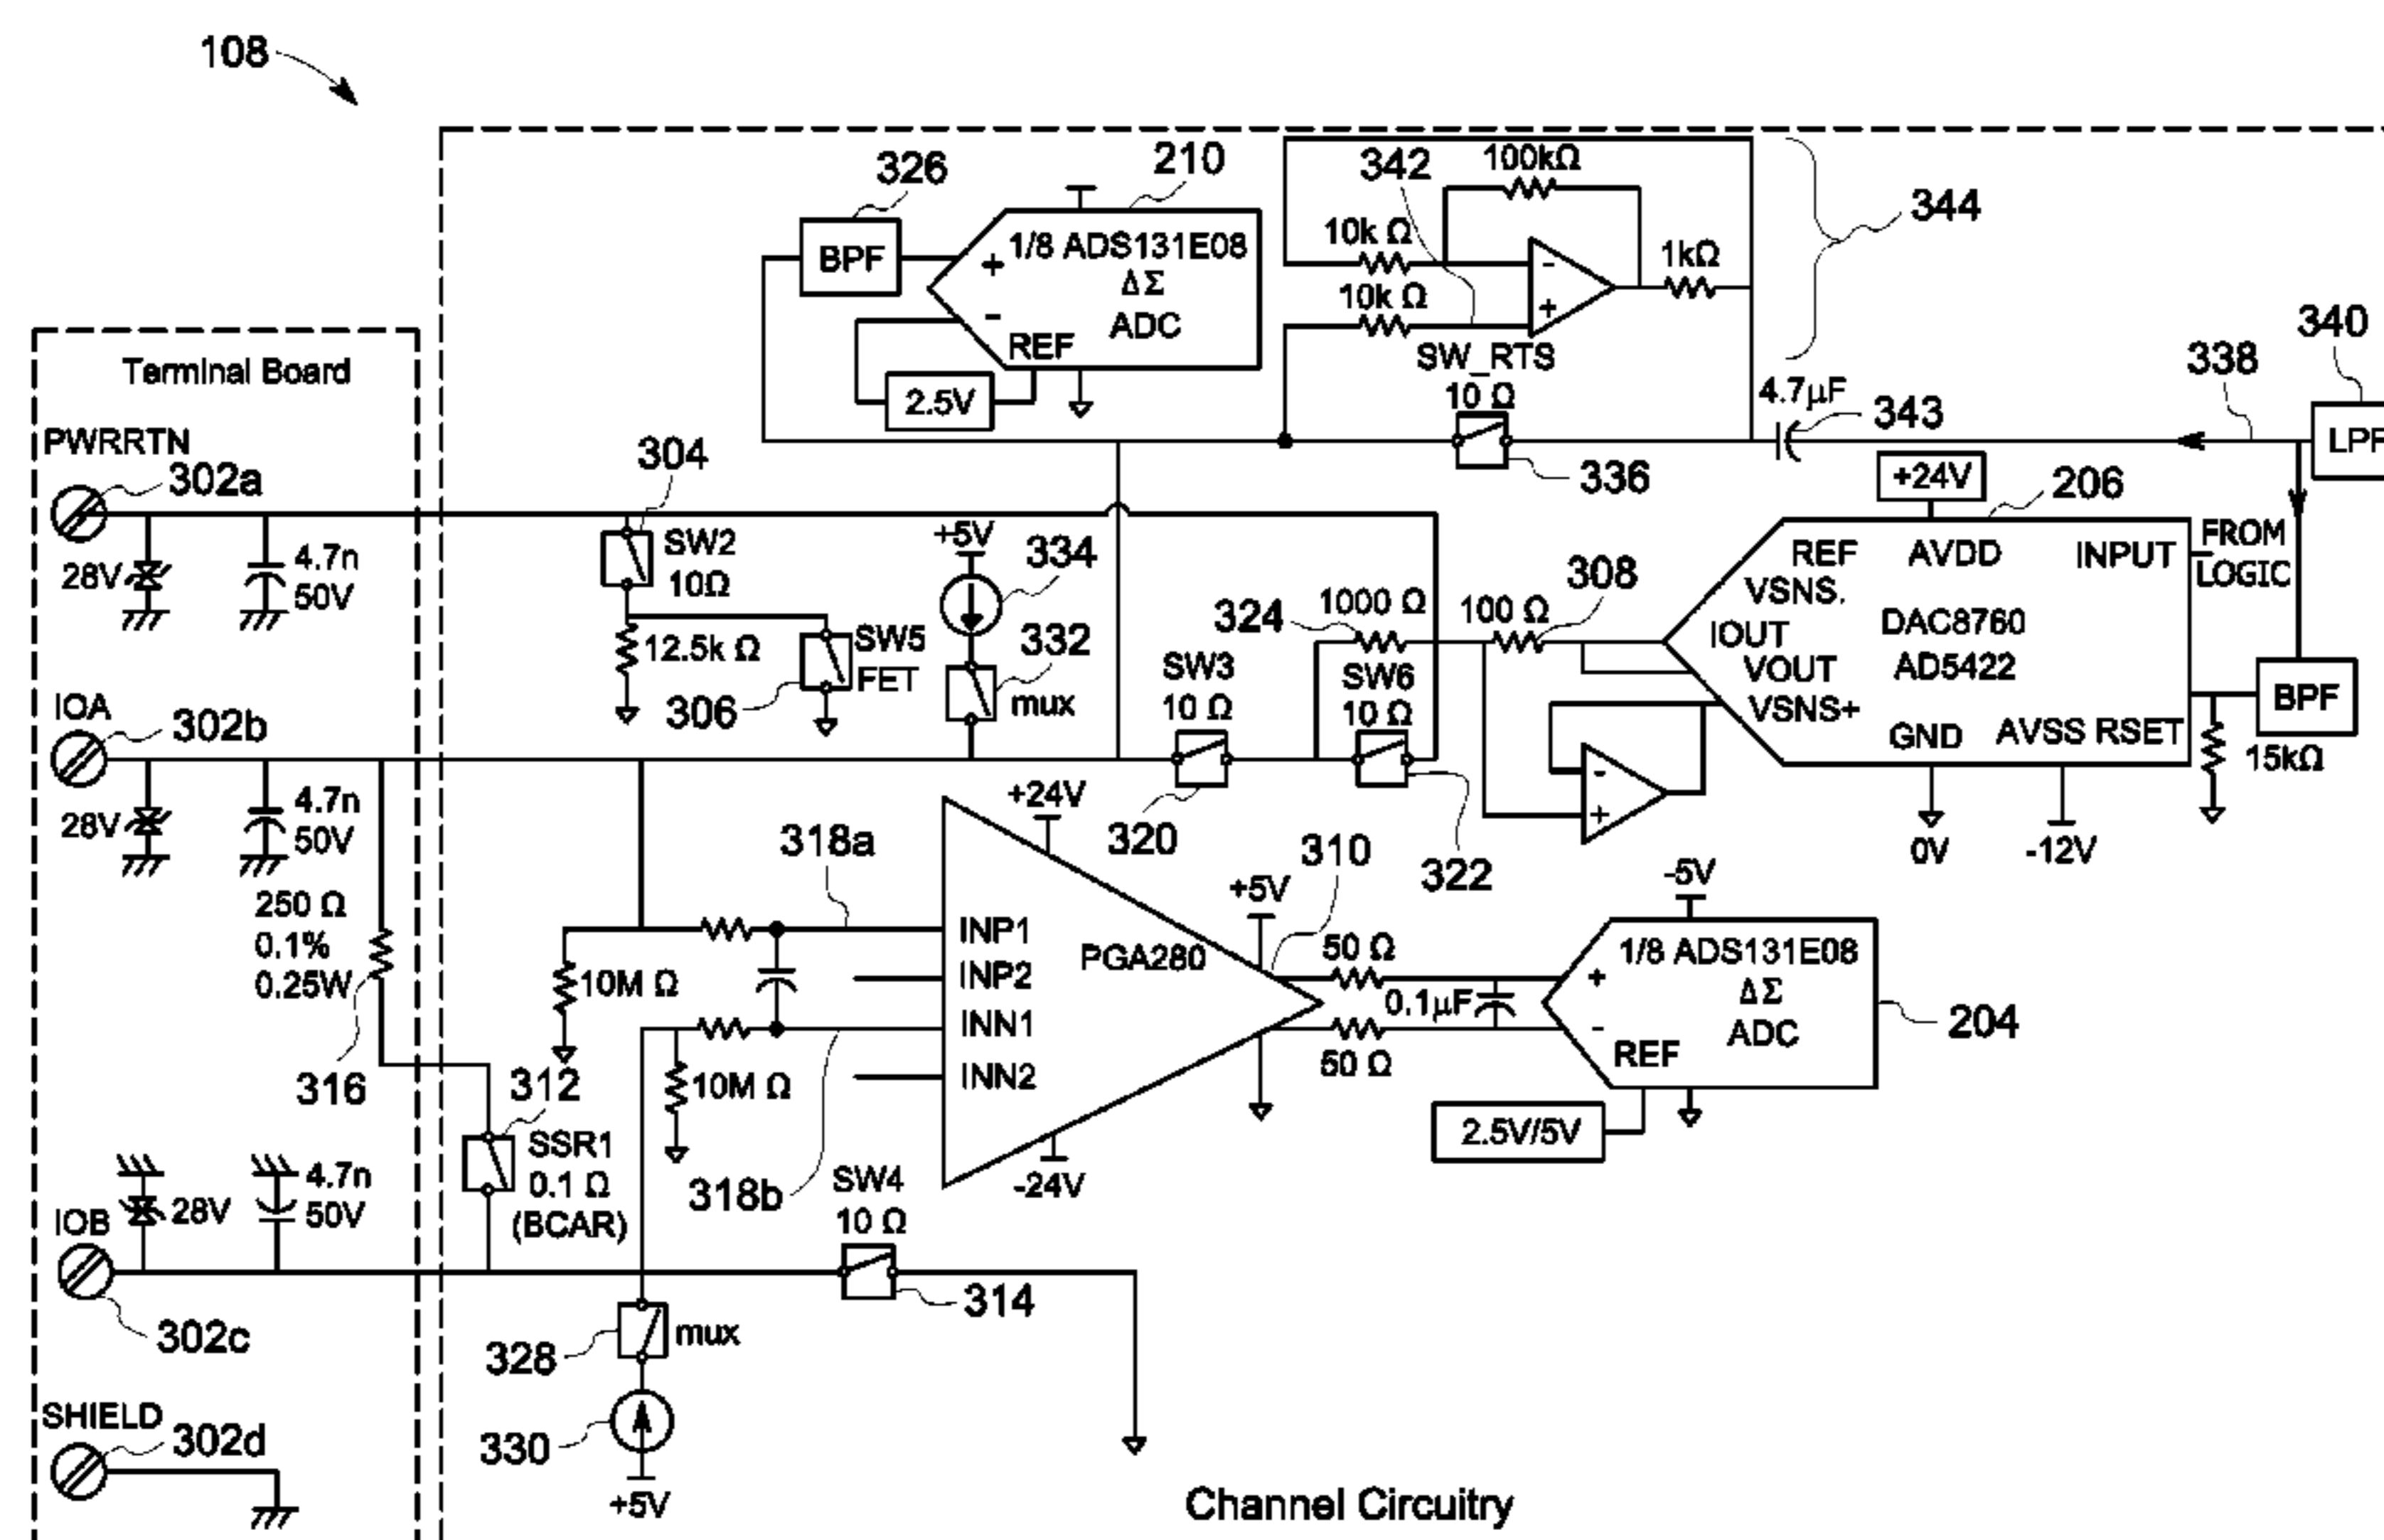 108
326
210
342
100kΩ
344
BPF
1/8 ADS131E08
ΔΣ
ADC
+
-
REF
2.5V
10k Ω
10k Ω
-
+
1kΩ
SW_RTS
10 Ω
336
4.7μF
343
338
340
Terminal Board
PWRRTN
302a
28V
4.7n
50V
304
SW2
10Ω
12.5k Ω
SW5
FET
306
+5V
334
332
mux
324
1000 Ω
100 Ω
308
+24V
206
REF
AVDD
INPUT
VSNS.
IOUT
DAC8760
VOUT
AD5422
VSNS+
GND
AVSS RSET
FROM
LOGIC
BPF
15kΩ
0V
-12V
-
+
IOA
302b
28V
4.7n
50V
SW3
10 Ω
320
SW6
10 Ω
322
250 Ω
0.1%
0.25W
316
318a
+24V
10M Ω
INP1
INP2
INN1
INN2
PGA280
10M Ω
318b
-24V
+5V
310
50 Ω
0.1μF
50 Ω
-5V
1/8 ADS131E08
ΔΣ
ADC
+
-
REF
204
2.5V/5V
312
SSR1
0.1 Ω
(BCAR)
SW4
10 Ω
314
IOB
28V
4.7n
50V
302c
328
mux
330
+5V
SHIELD
302d
Channel Circuitry